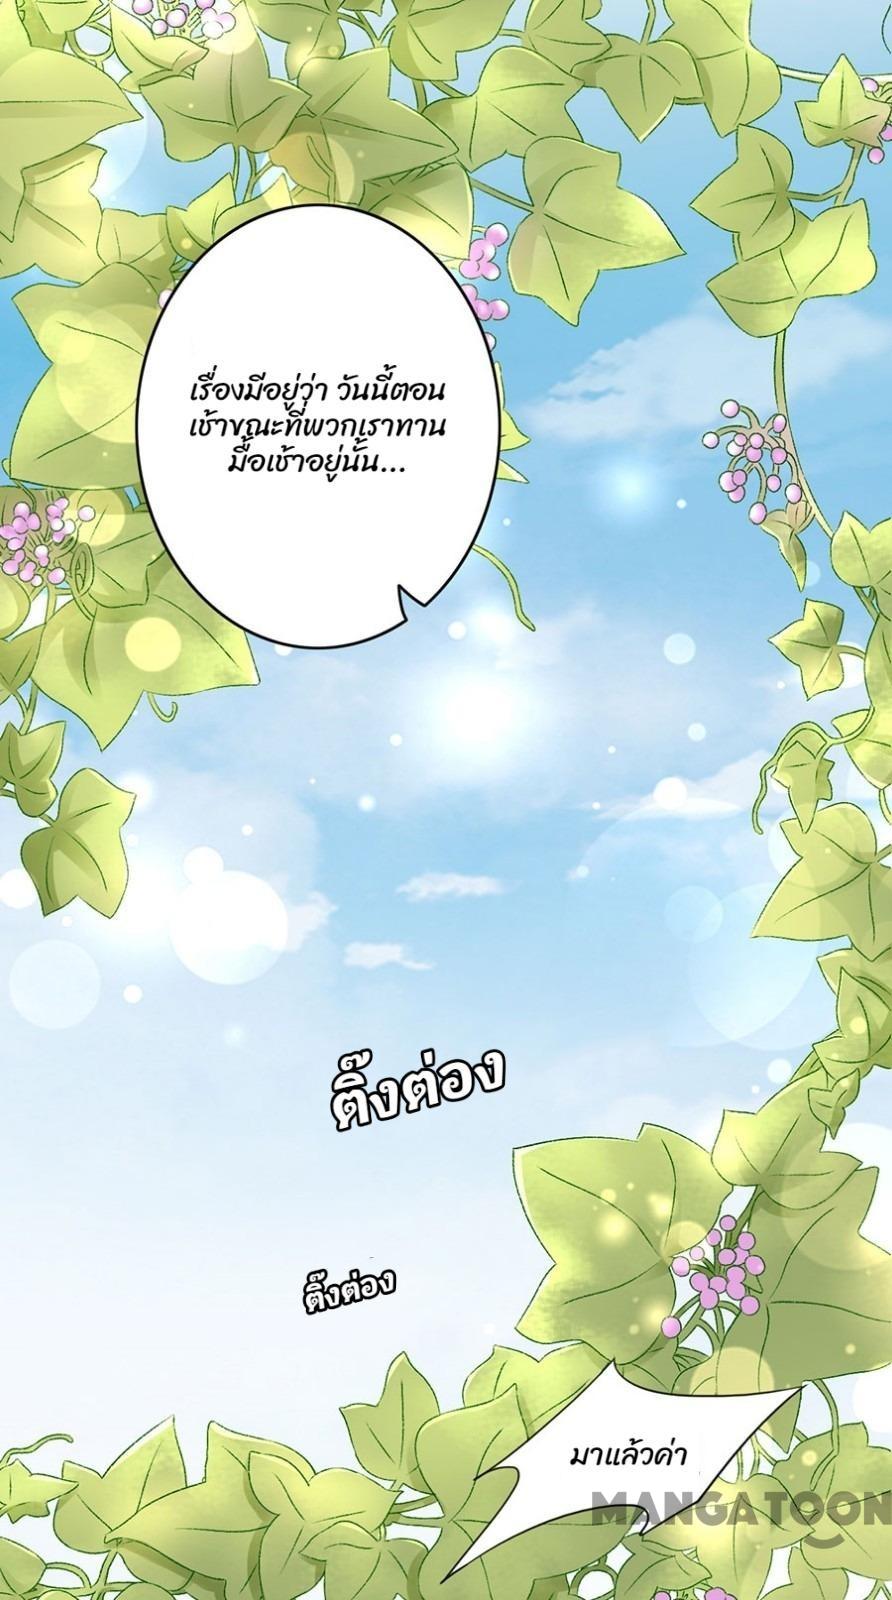 เรื่องมีอยู่ว่า วันนี้ตอน
เช้าขณะที่พวกเราทาน
มื้อเช้าอยู่นั้น...
ติ๊งต่อง
ติ๊งต่อง
มาแล้วค่า
MANGATOON